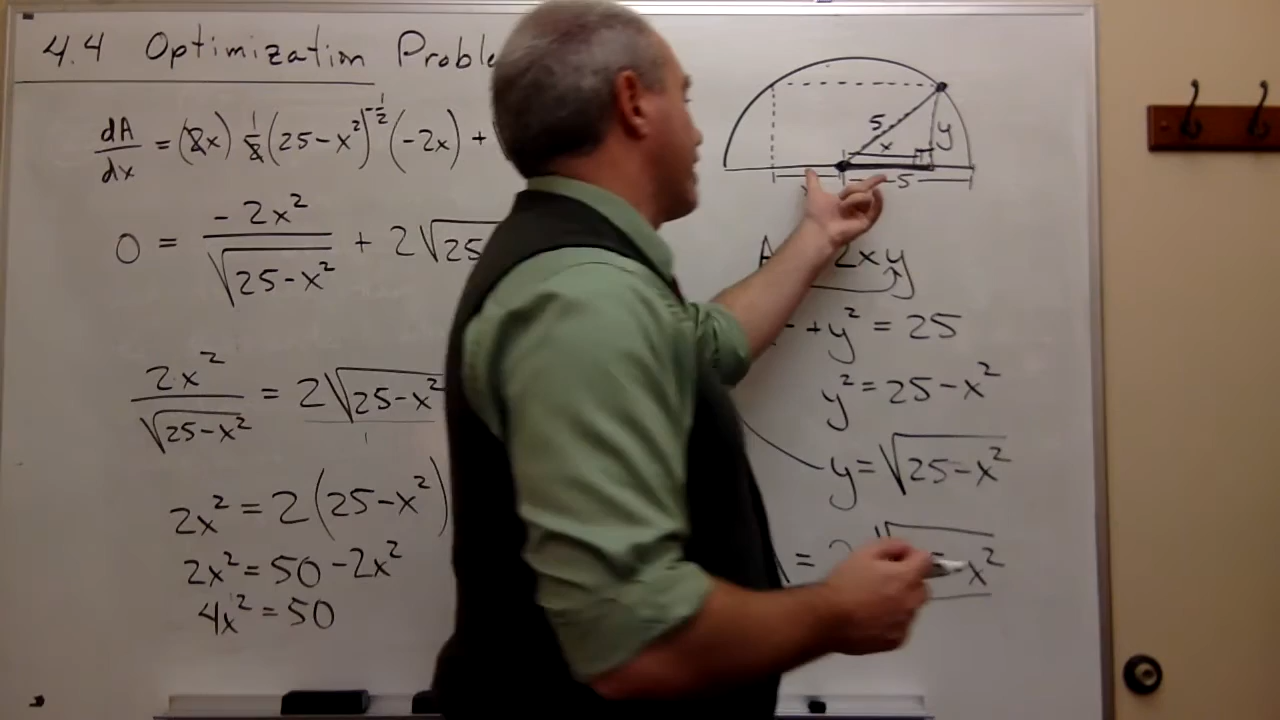 4.4 Optimization
dA/dx = (2x) 1/2 (25-x²)^-1/2 (-2x) +
0 = -2x²/√25-x² + 2√25
2x²/√25-x² = 2√25-x²/1
2x² = 2(25-x²)
2x² = 50 -2x²
4x² = 50
5
x
y
5
A 2xy
+ y² = 25
y² = 25-x²
y = √25-x²
= x²